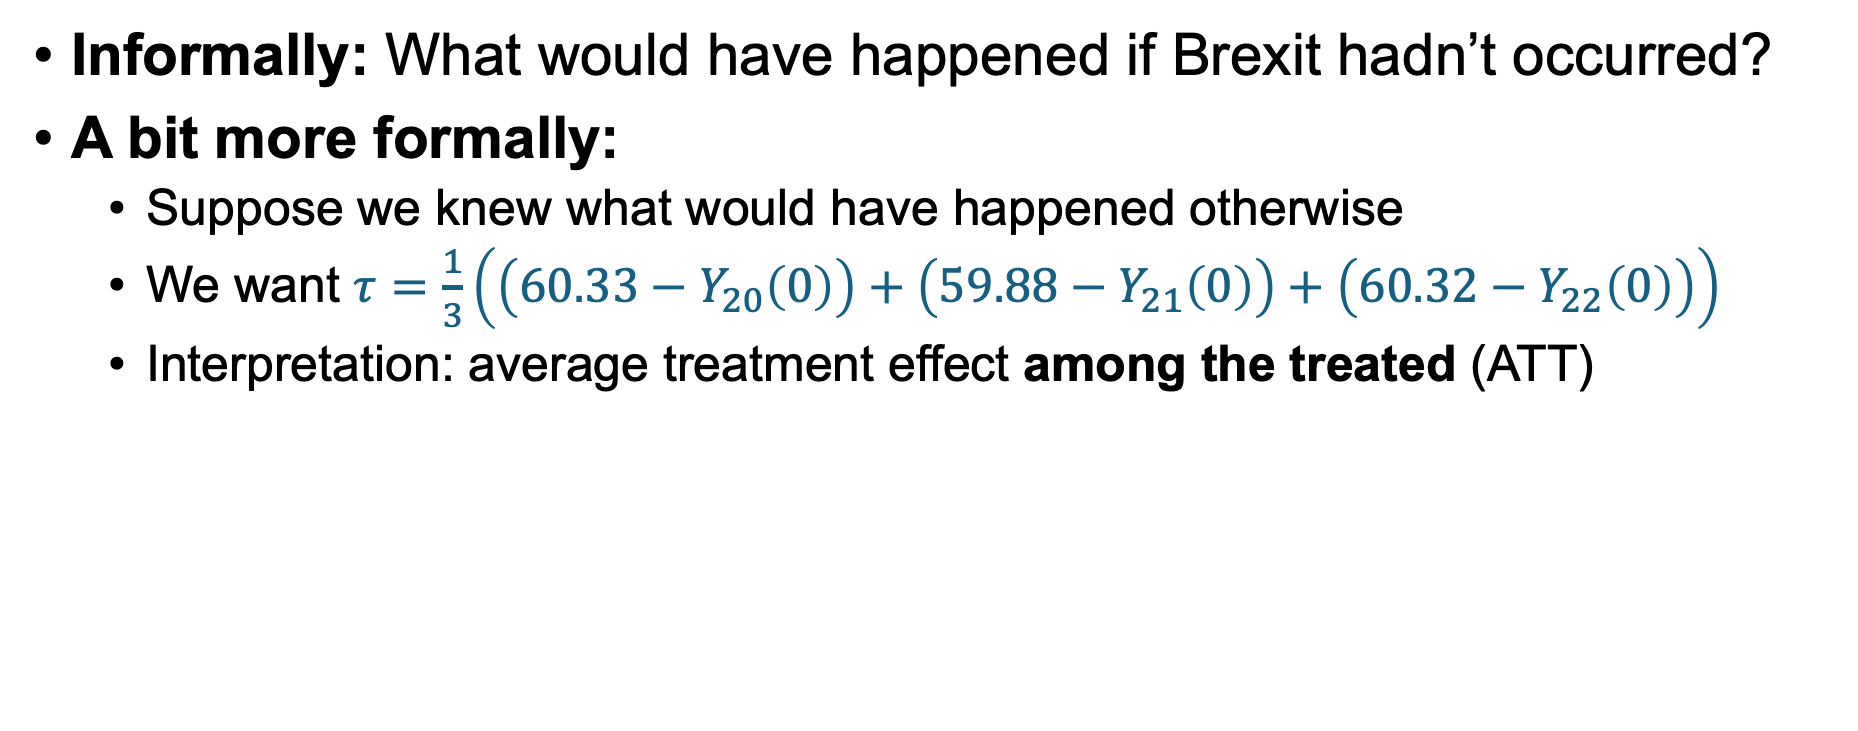 • Informally: What would have happened if Brexit hadn’t occurred?
• A bit more formally:
• Suppose we knew what would have happened otherwise
• We want τ = 1/3((60.33 − Y₂₀(0)) + (59.88 − Y₂₁(0)) + (60.32 − Y₂₂(0)))
• Interpretation: average treatment effect among the treated (ATT)